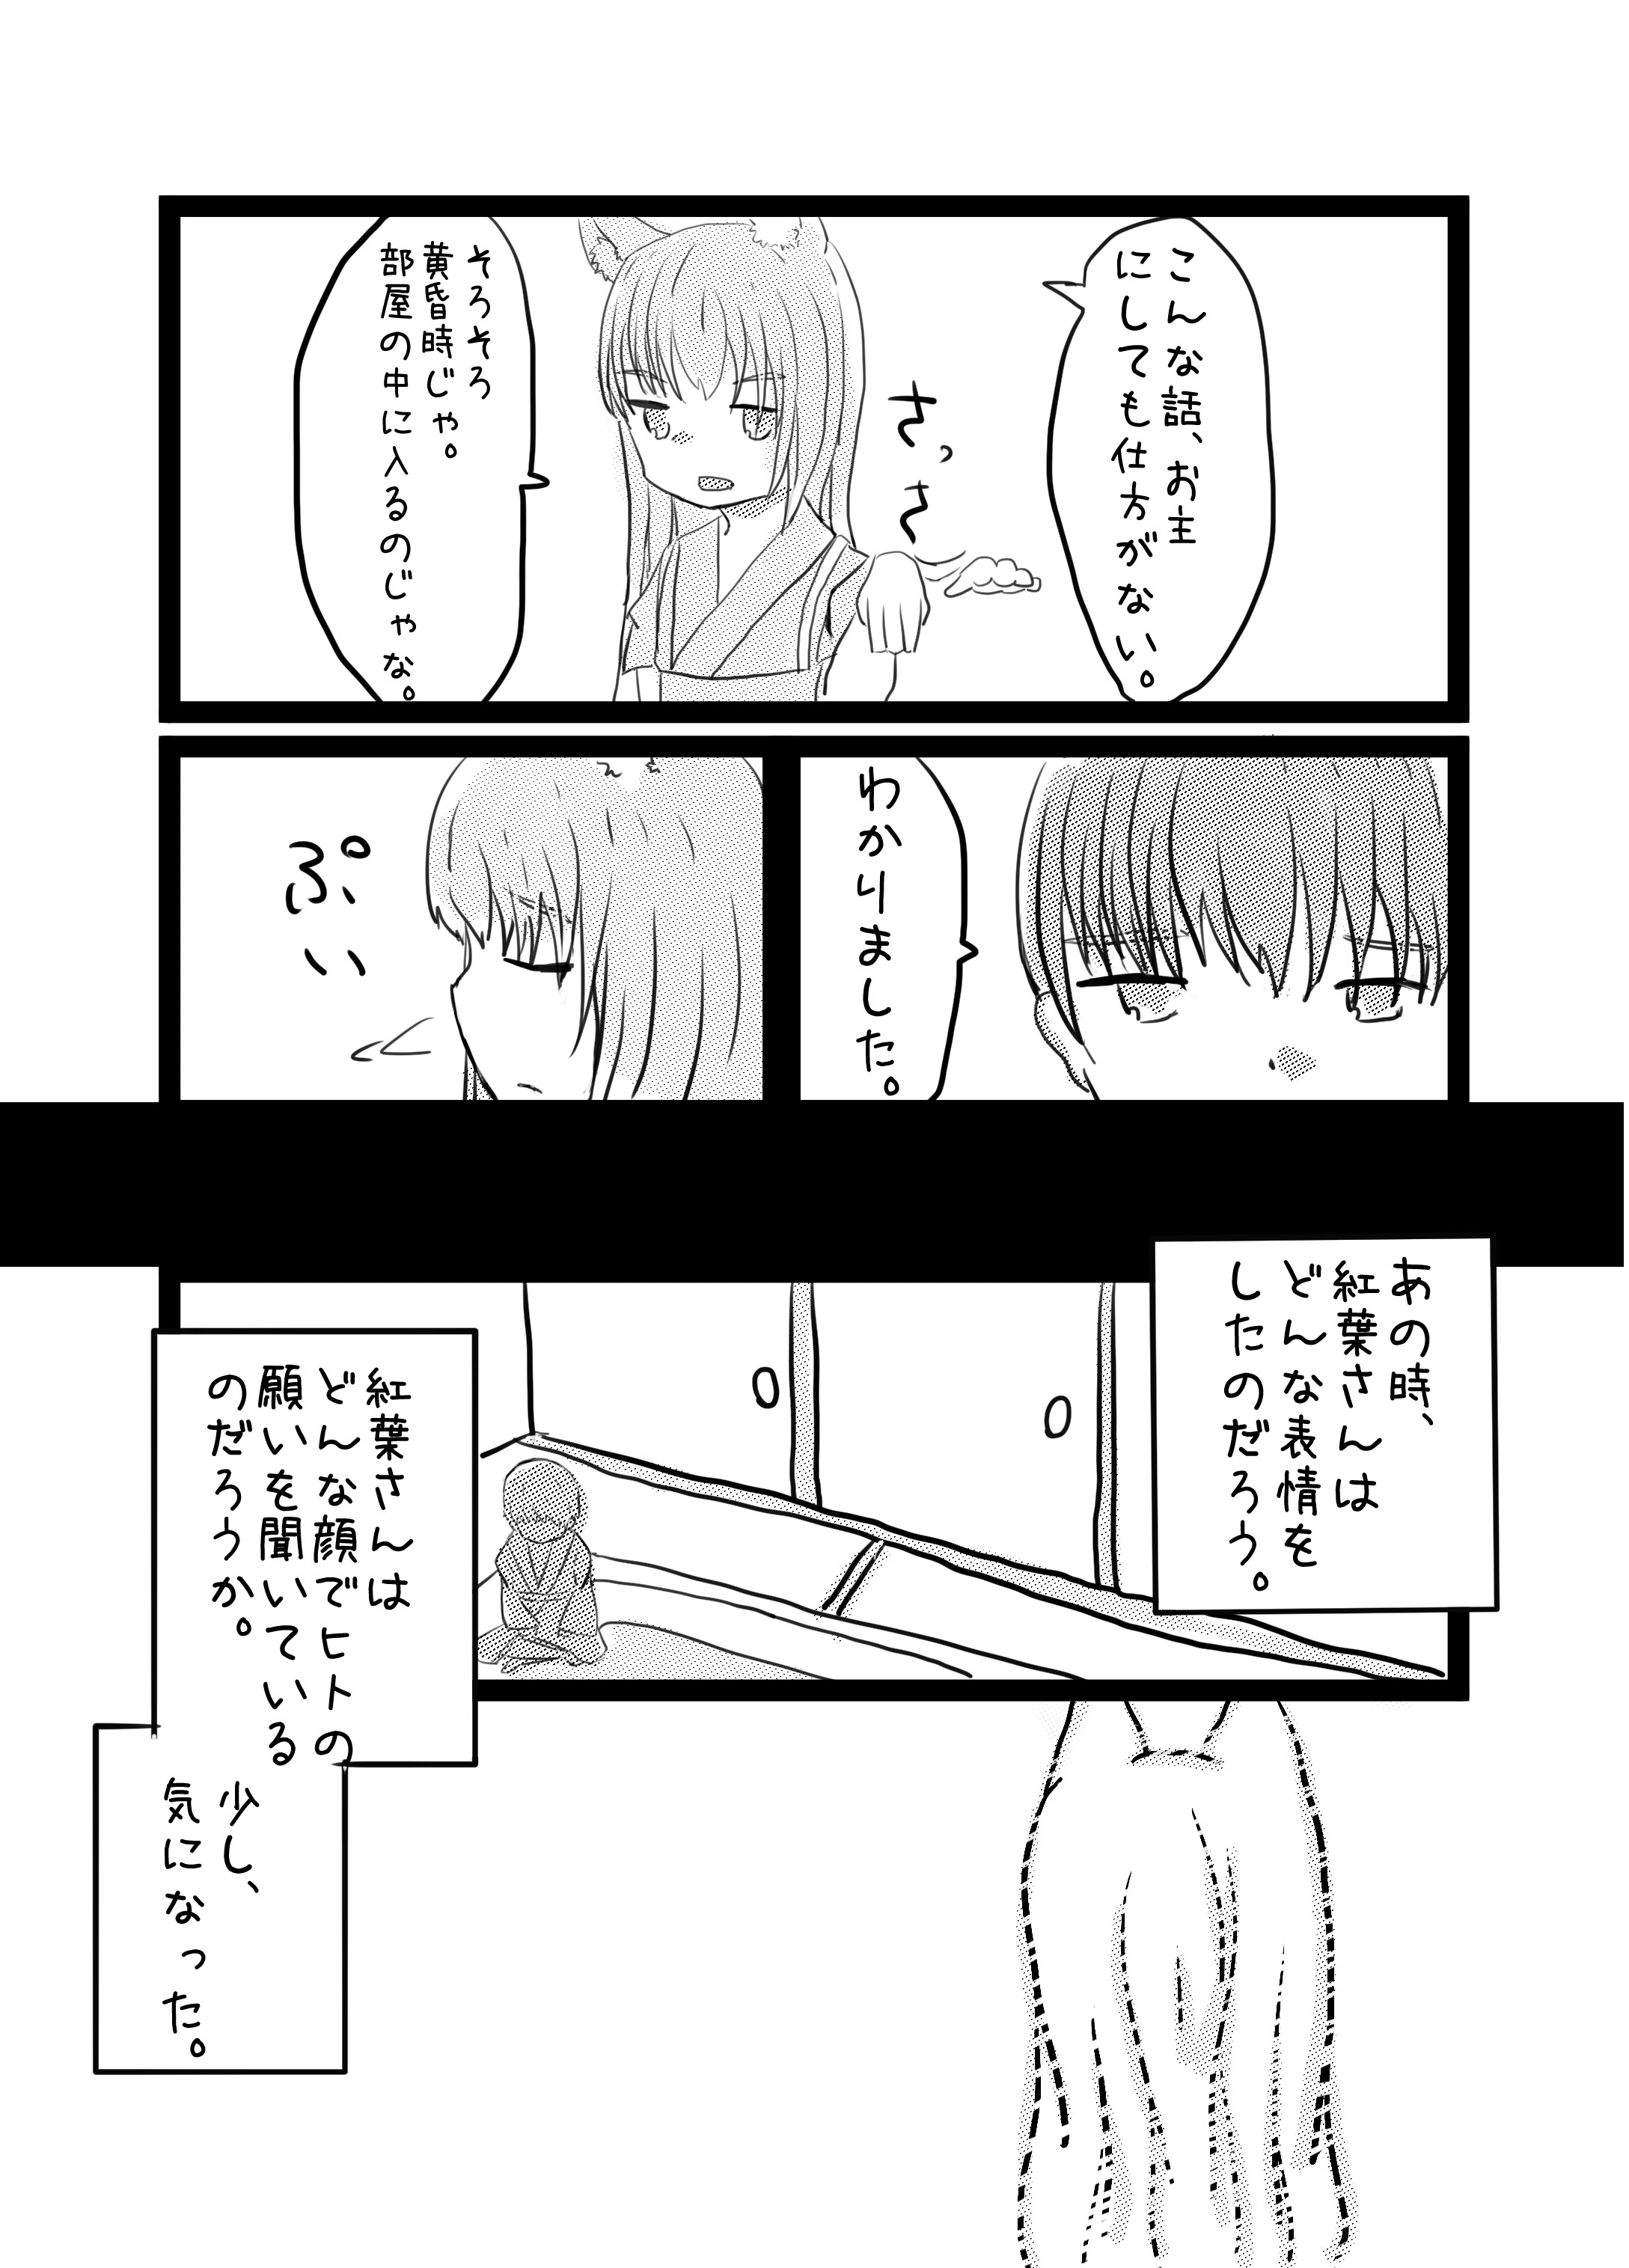 こんな話、お主
にしても仕方がない。
さっさ
そろそろ
黄昏時じゃ。
部屋の中に入るのじゃな。
わかりました。
ぷい
あの時、
紅葉さんは
どんな表情を
したのだろう。
紅葉さんは
どんな顔でヒトの
願いを聞いている
のだろうか。
少し、
気になった。